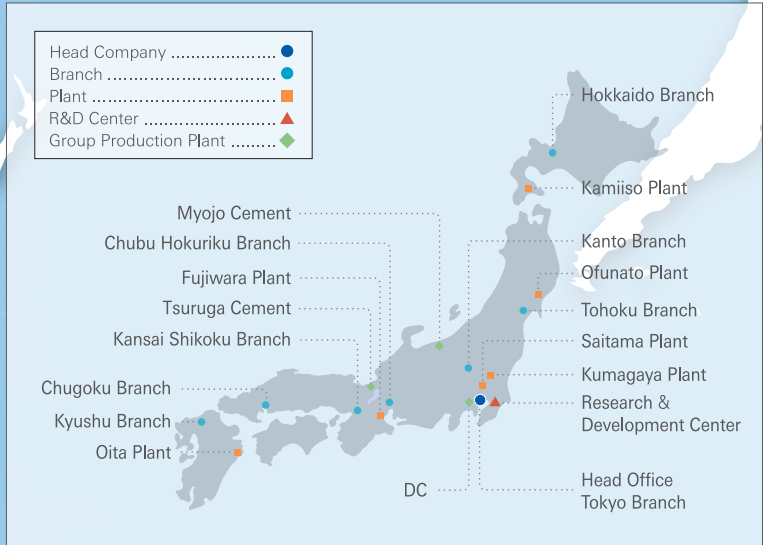 Head Company ..................
Branch ..............................
Plant ..................................
R&D Center ......................
Group Production Plant .......
Hokkaido Branch
Kamiiso Plant
Myojo Cement
Chubu Hokuriku Branch
Fujiwara Plant
Tsuruga Cement
Kansai Shikoku Branch
Chugoku Branch
Kyushu Branch
Oita Plant
Kanto Branch
Ofunato Plant
Tohoku Branch
Saitama Plant
Kumagaya Plant
Research &
Development Center
DC
Head Office
Tokyo Branch